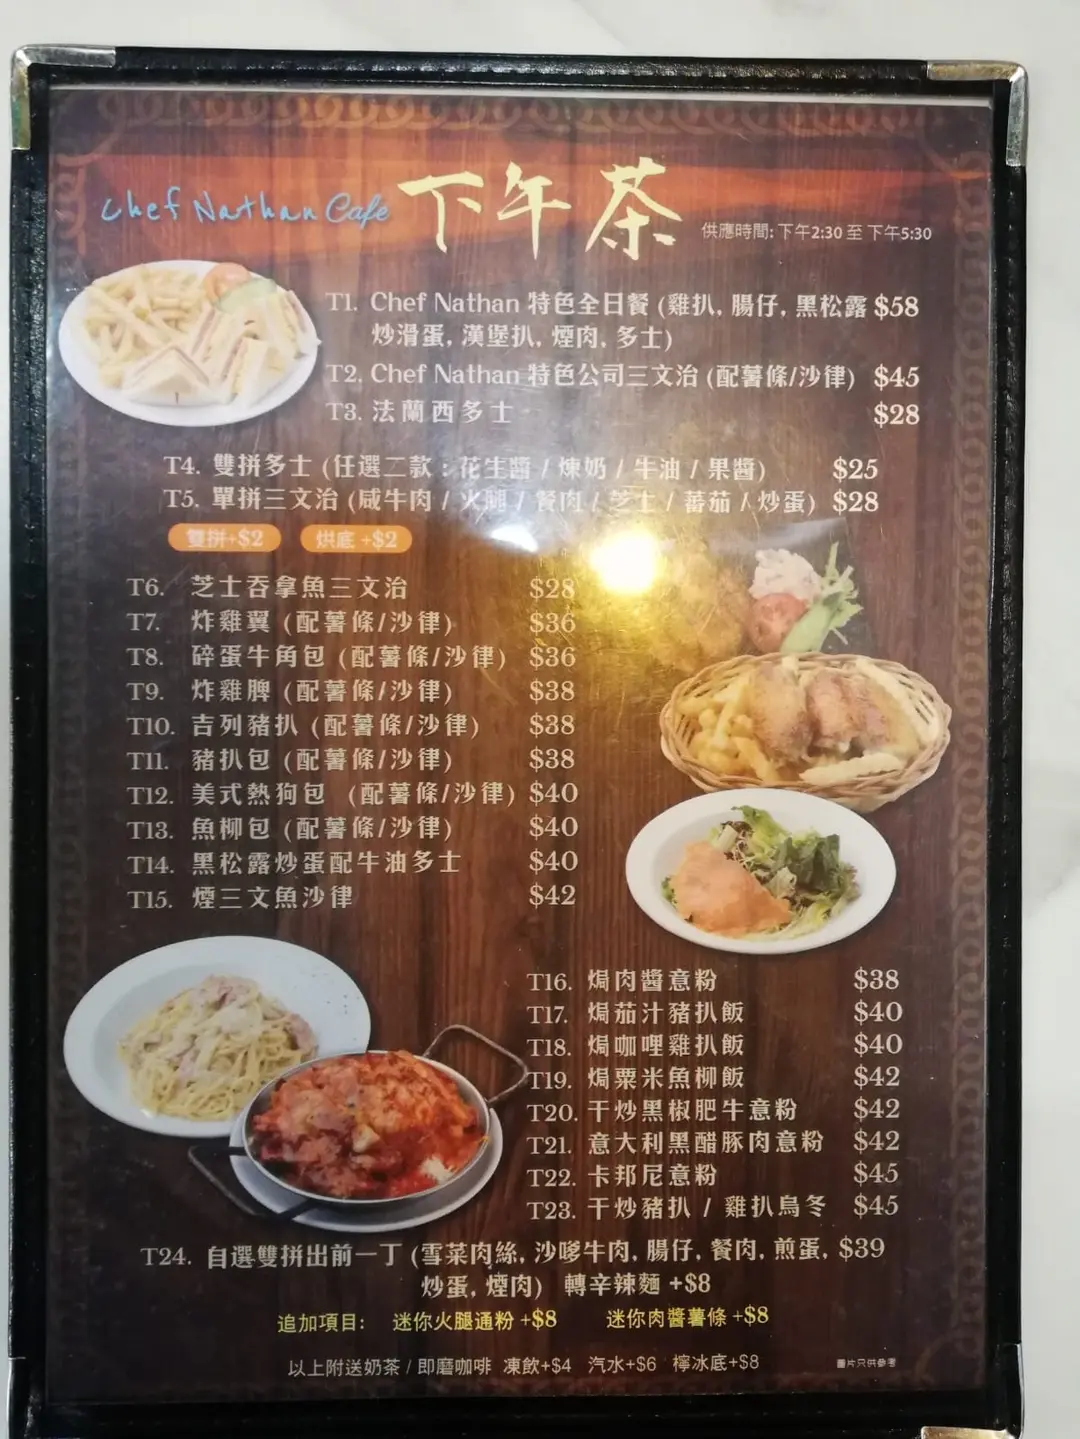 Chef Nathan Cafe 下午茶 供應時間: 下午2:30 至 下午5:30
T1. Chef Nathan 特色全日餐 (雞扒, 腸仔, 黑松露 $58
炒滑蛋, 漢堡扒, 煙肉, 多士)
T2. Chef Nathan 特色公司三文治 (配薯條/沙律) $45
T3. 法蘭西多士 $28
T4. 雙拼多士 (任選二款 : 花生醬 / 煉奶 / 牛油 / 果醬) $25
T5. 單拼三文治 (咸牛肉 / 火腿 / 餐肉 / 芝士 / 蕃茄 / 炒蛋) $28
雙拼+$2 烘底 +$2
T6. 芝士吞拿魚三文治 $28
T7. 炸雞翼 (配薯條/沙律) $36
T8. 碎蛋牛角包 (配薯條/沙律) $36
T9. 炸雞脾 (配薯條/沙律) $38
T10. 吉列豬扒 (配薯條/沙律) $38
T11. 豬扒包 (配薯條/沙律) $38
T12. 美式熱狗包 (配薯條/沙律) $40
T13. 魚柳包 (配薯條/沙律) $40
T14. 黑松露炒蛋配牛油多士 $40
T15. 煙三文魚沙律 $42
T16. 焗肉醬意粉 $38
T17. 焗茄汁豬扒飯 $40
T18. 焗咖哩雞扒飯 $40
T19. 焗粟米魚柳飯 $42
T20. 干炒黑椒肥牛意粉 $42
T21. 意大利黑醋豚肉意粉 $42
T22. 卡邦尼意粉 $45
T23. 干炒豬扒 / 雞扒烏冬 $45
T24. 自選雙拼出前一丁 (雪菜肉絲, 沙嗲牛肉, 腸仔, 餐肉, 煎蛋, $39
炒蛋, 煙肉) 轉辛辣麵 +$8
追加項目: 迷你火腿通粉 +$8 迷你肉醬薯條 +$8
以上附送奶茶 / 即磨咖啡 凍飲+$4 汽水+$6 檸冰底+$8
圖片只供參考